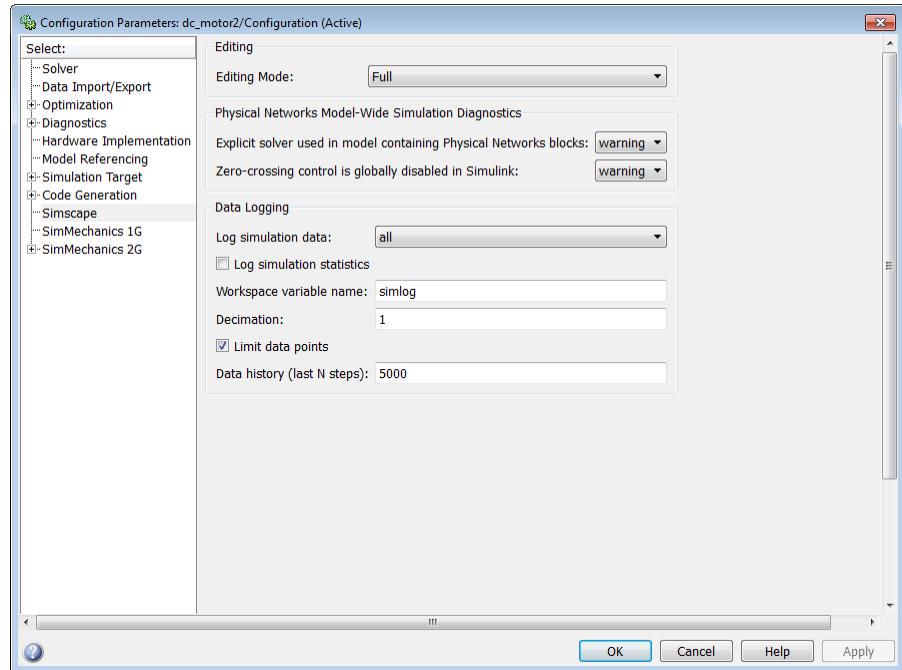 Configuration Parameters: dc_motor2/Configuration (Active)
Select:
Solver
Data Import/Export
Optimization
Diagnostics
Hardware Implementation
Model Referencing
Simulation Target
Code Generation
Simscape
SimMechanics 1G
SimMechanics 2G
Editing
Editing Mode: Full
Physical Networks Model-Wide Simulation Diagnostics
Explicit solver used in model containing Physical Networks blocks: warning
Zero-crossing control is globally disabled in Simulink: warning
Data Logging
Log simulation data: all
Log simulation statistics
Workspace variable name: simlog
Decimation: 1
Limit data points
Data history (last N steps): 5000
OK Cancel Help Apply